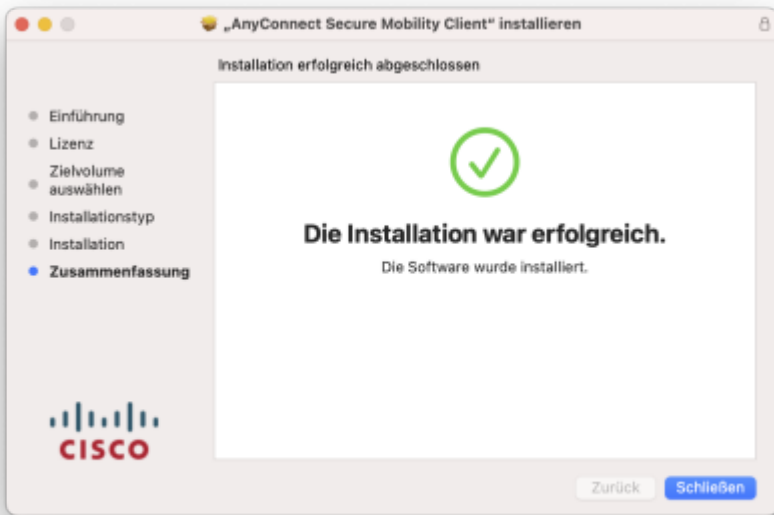 „AnyConnect Secure Mobility Client“ installieren
Installation erfolgreich abgeschlossen
Einführung
Lizenz
Zielvolume
auswählen
Installationstyp
Installation
Zusammenfassung
Die Installation war erfolgreich.
Die Software wurde installiert.
CISCO
Zurück
Schließen